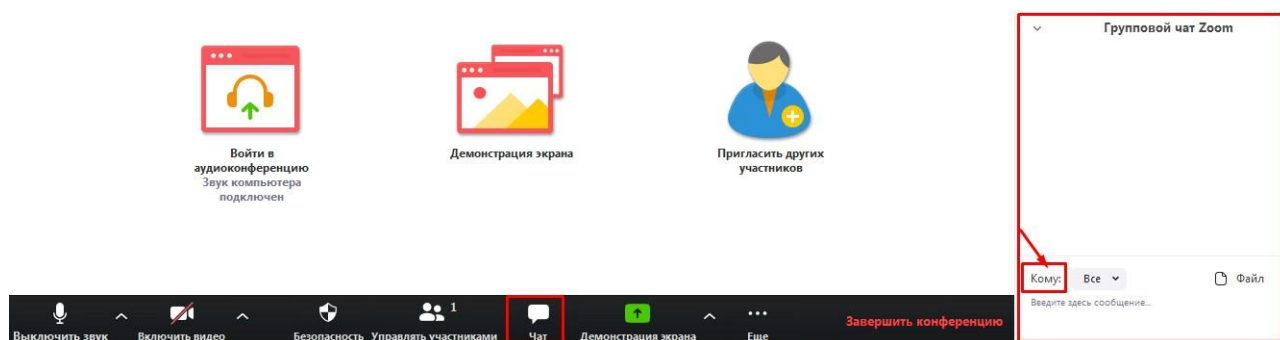 Групповой чат Zoom
Войти в
аудиоконференцию
Звук компьютера
подключен
Демонстрация экрана
Пригласить других
участников
Кому: Все Файл
Введите здесь сообщение...
1
Выключить звук Включить видео Безопасность Управлять участниками Чат Демонстрация экрана Еще Завершить конференцию